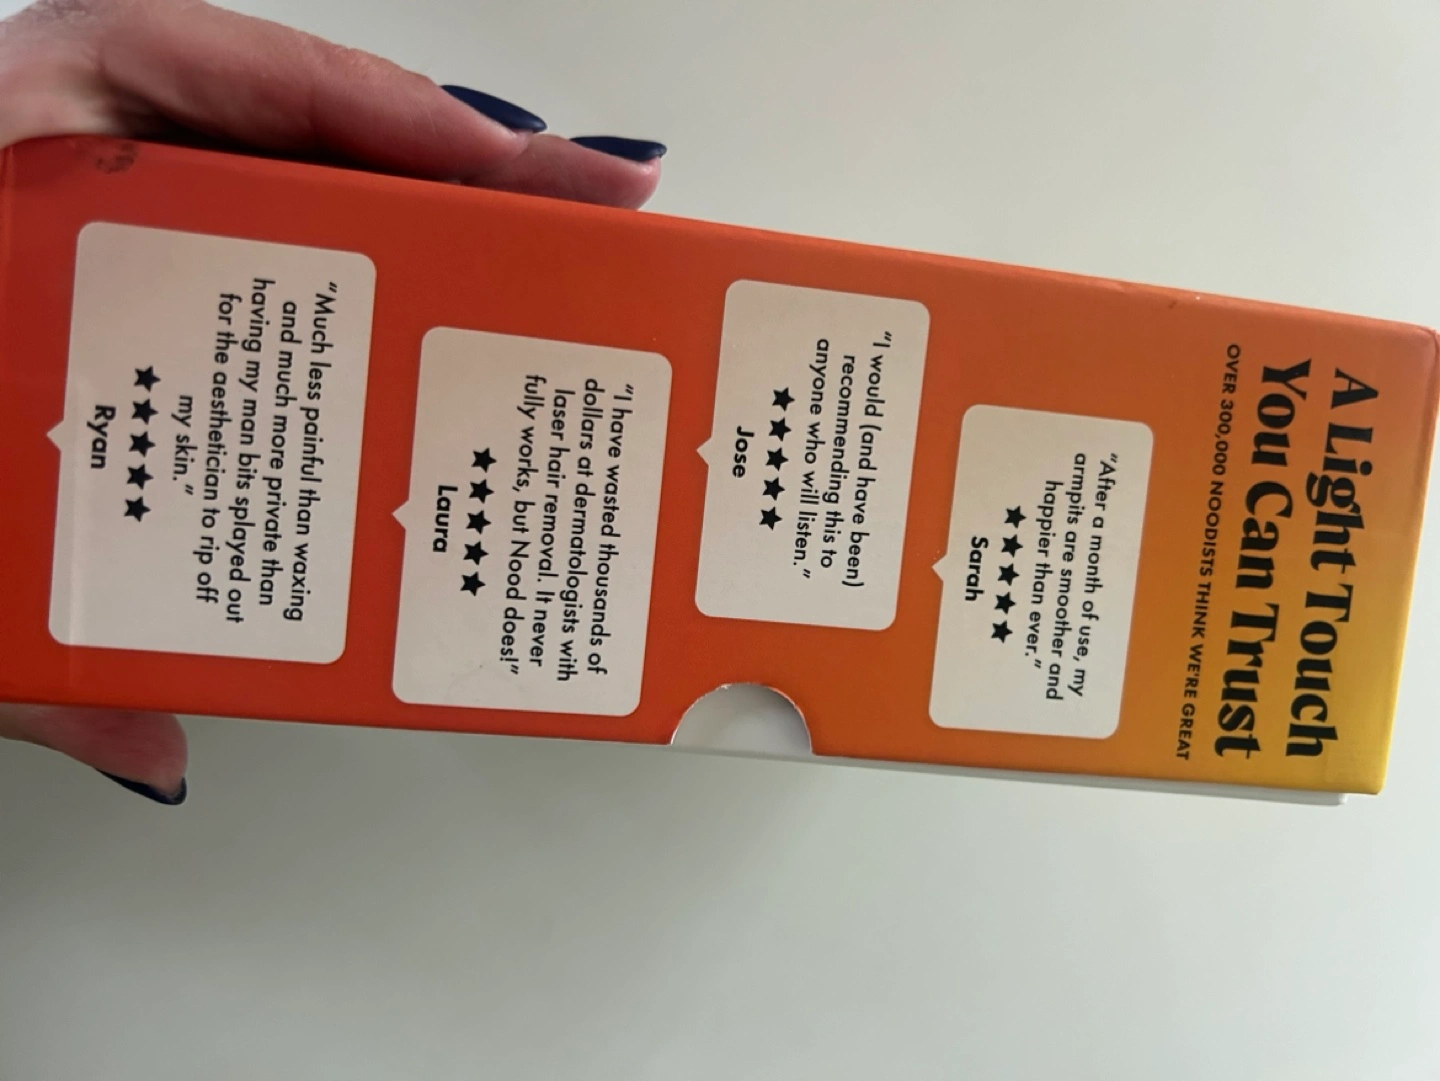 A Light Touch
You Can Trust
OVER 300,000 NOODISTS THINK WE'RE GREAT
“After a month of use, my
armpits are smoother and
happier than ever.”
★★★★★
Sarah
“I would (and have been)
recommending this to
anyone who will listen.”
★★★★★
Jose
“I have wasted thousands of
dollars at dermatologists with
laser hair removal. It never
fully works, but Nood does!”
★★★★★
Laura
“Much less painful than waxing
and much more private than
having my man bits splayed out
for the aesthetician to rip off
my skin.”
★★★★★
Ryan